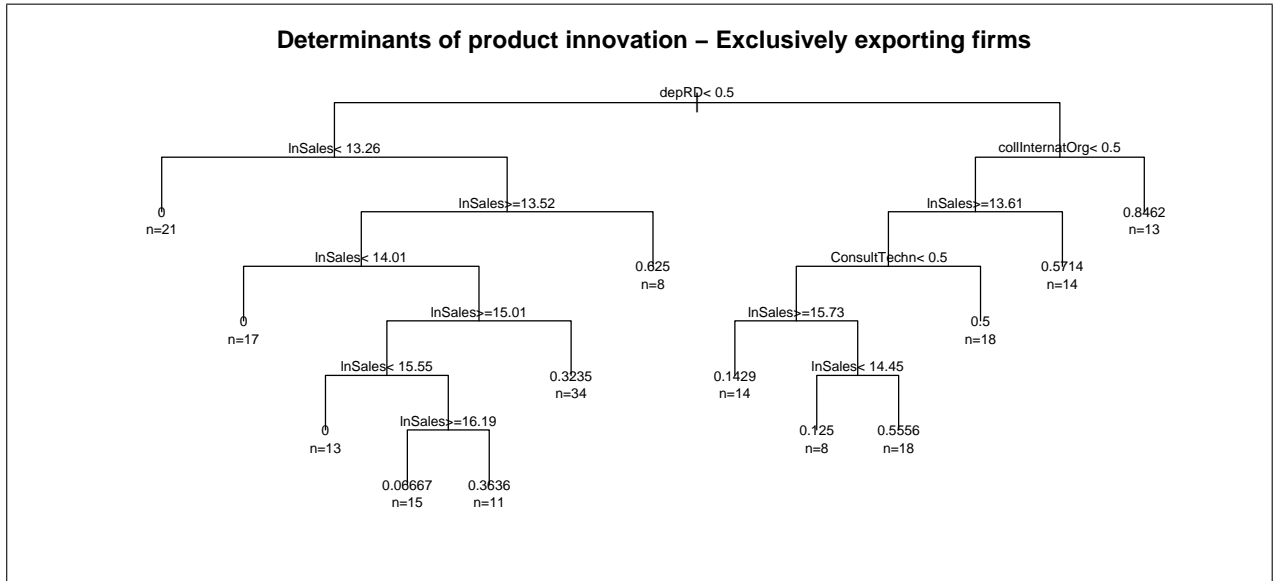 Determinants of product innovation – Exclusively exporting firms
depRD< 0.5
lnSales< 13.26
collInternatOrg< 0.5
0
n=21
lnSales>=13.52
lnSales>=13.61
0.8462
n=13
lnSales< 14.01
0.625
n=8
ConsultTechn< 0.5
0.5714
n=14
0
n=17
lnSales>=15.01
lnSales>=15.73
0.5
n=18
lnSales< 15.55
0.3235
n=34
0.1429
n=14
lnSales< 14.45
0
n=13
lnSales>=16.19
0.125
n=8
0.5556
n=18
0.06667
n=15
0.3636
n=11